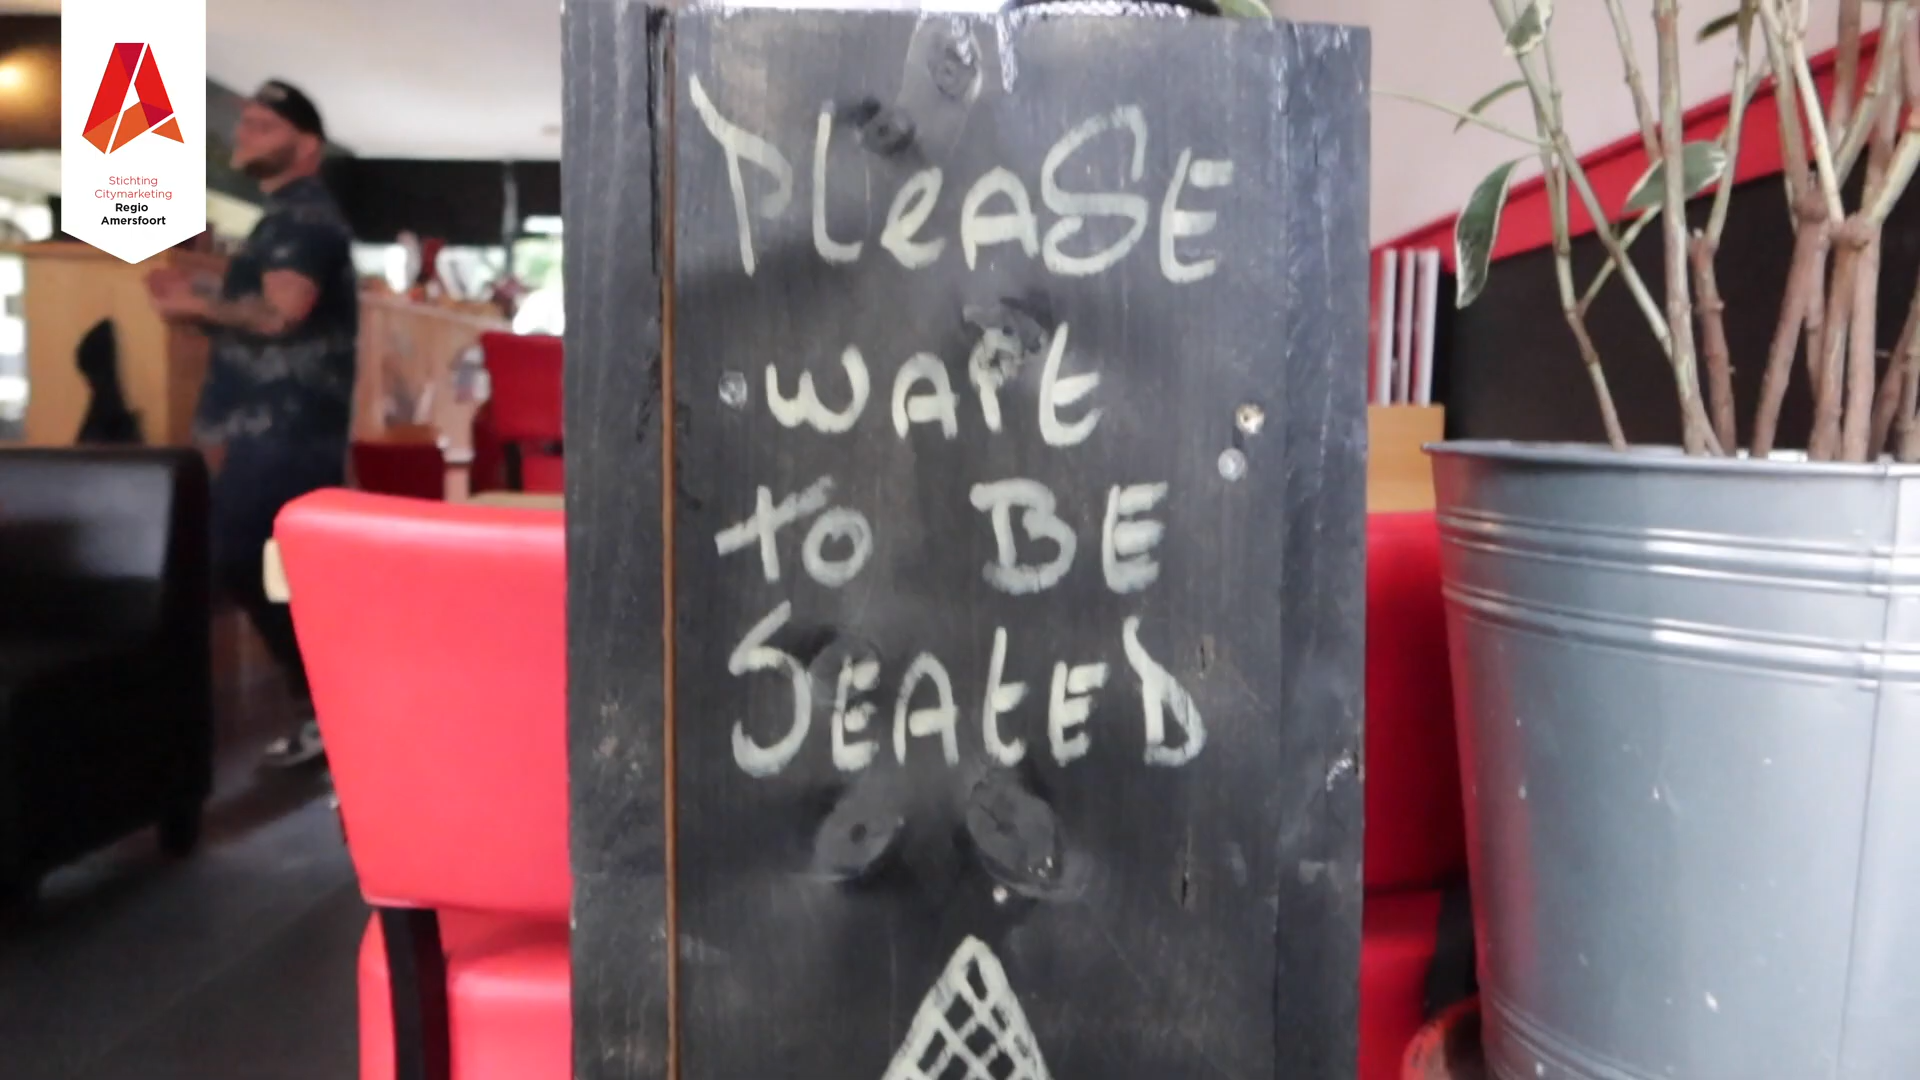 Stichting
Citymarketing
Regio
Amersfoort
PLeASE
WAit
to BE
SEAtED